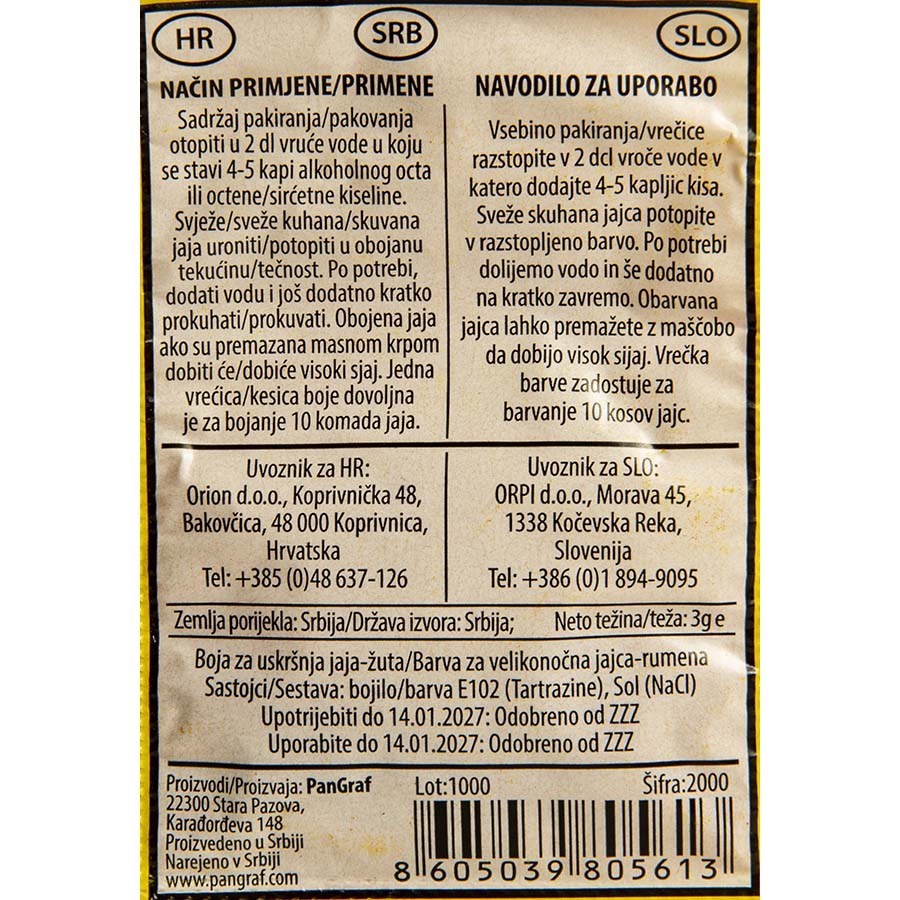 HR
SRB
SLO
NAČIN PRIMJENE/PRIMENE
Sadržaj pakiranja/pakovanja
otopiti u 2 dl vruće vode u koju
se stavi 4-5 kapi alkoholnog octa
ili octene/sirćetne kiseline.
Svježe/sveže kuhana/skuvana
jaja uroniti/potopiti u obojanu
tekućinu/tečnost. Po potrebi,
dodati vodu i još dodatno kratko
prokuhati/prokuvati. Obojena jaja
ako su premazana masnom krpom
dobiti će/dobiće visoki sjaj. Jedna
vrećica/kesica boje dovoljna
je za bojanje 10 komada jaja.
NAVODILO ZA UPORABO
Vsebino pakiranja/vrečice
razstopite v 2 dcl vroče vode v
katero dodajte 4-5 kapljic kisa.
Sveže skuhana jajca potopite
v razstopljeno barvo. Po potrebi
dolijemo vodo in še dodatno
na kratko zavremo. Obarvana
jajca lahko premažete z maščobo
da dobijo visok sijaj. Vrečka
barve zadostuje za
barvanje 10 kosov jajc.
Uvoznik za HR:
Orion d.o.o., Koprivnička 48,
Bakovčica, 48 000 Koprivnica,
Hrvatska
Tel: +385 (0)48 637-126
Uvoznik za SLO:
ORPI d.o.o., Morava 45,
1338 Kočevska Reka,
Slovenija
Tel: +386 (0)1 894-9095
Zemlja porijekla: Srbija/Država izvora: Srbija; Neto težina/teža: 3g e
Boja za uskršnja jaja-žuta/Barva za velikonočna jajca-rumena
Sastojci/Sestava: bojilo/barva E102 (Tartrazine), Sol (NaCl)
Upotrijebiti do 14.01.2027: Odobreno od ZZZ
Uporabite do 14.01.2027: Odobreno od ZZZ
Proizvodi/Proizvaja: PanGraf
22300 Stara Pazova,
Karađorđeva 148
Proizvedeno u Srbiji
Narejeno v Srbiji
www.pangraf.com
Lot:1000 Šifra:2000
8 605039 805613